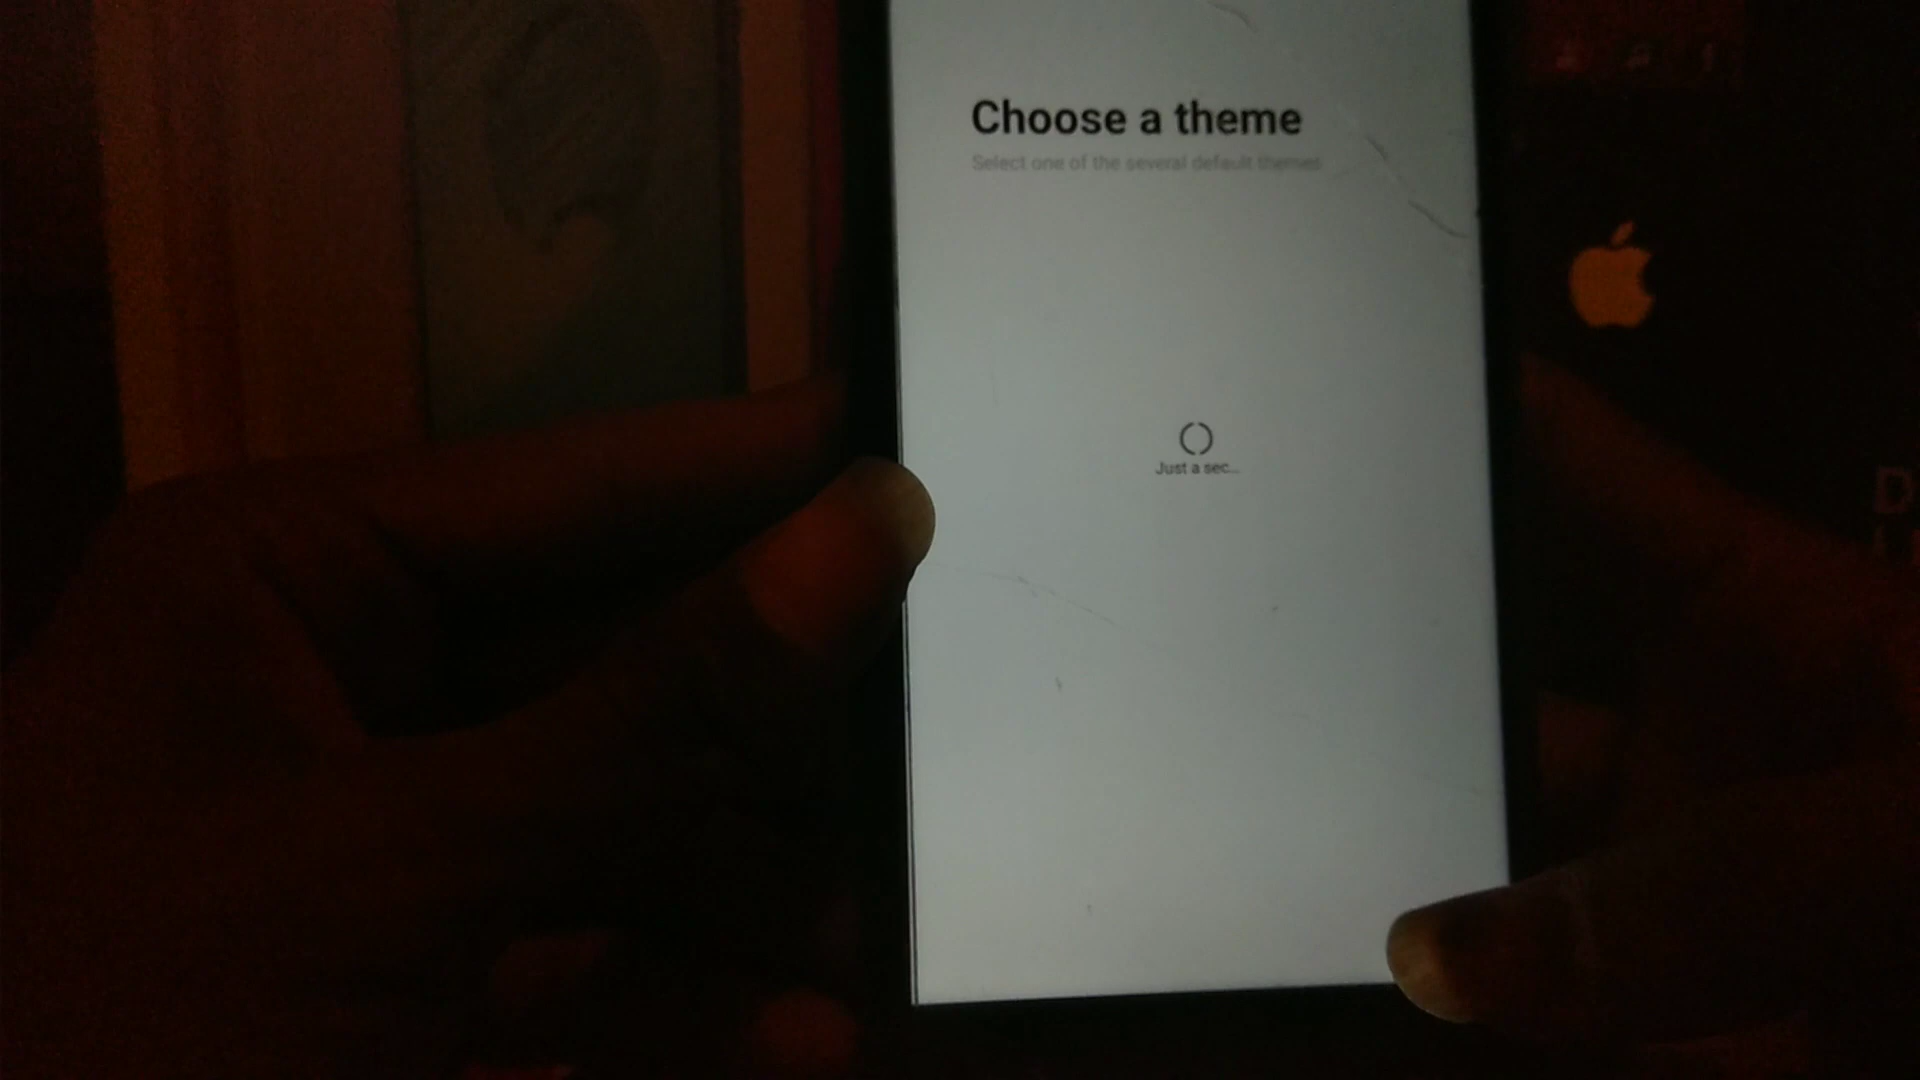 Choose a theme
Select one of the several default themes
Just a sec...
D